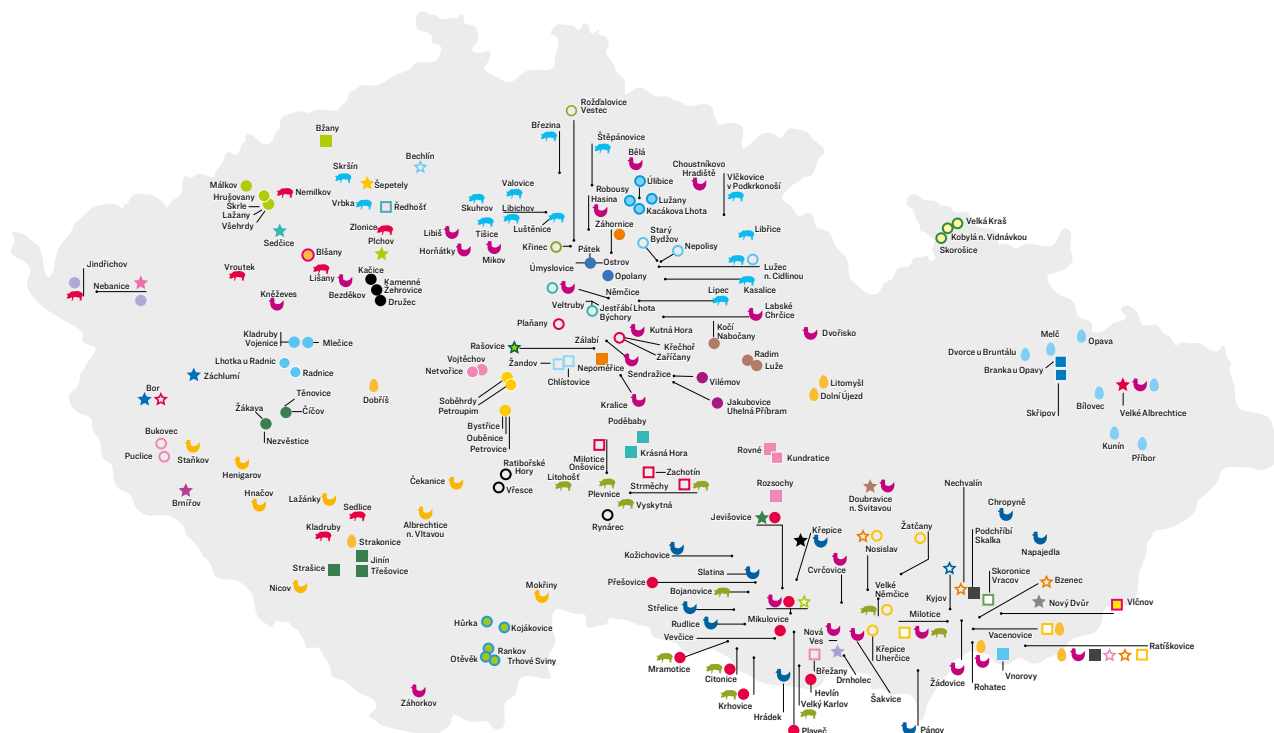 Rožďalovice
Vestec
Březina
Bžany
Štěpánovice
Bělá
Bechlín
Choustníkovo
Hradiště
Skršín
Vlčkovice
v Podkrkonoší
Šepetely
Málkov
Hrušovany
Škrle
Lažany
Všehrdy
Nemilkov
Vrbka
Ředhošť
Valovice
Skuhrov
Libichov
Luštěnice
Robousy
Hasina
Úlibice
Lužany
Kacákova Lhota
Velká Kraš
Kobylá n. Vidnávkou
Skorošice
Sedčice
Zlonice
Plchov
Libiš
Horňátky
Tišice
Mikov
Záhornice
Starý
Bydžov
Nepolisy
Libřice
Křinec
Pátek
Ostrov
Úmyslovice
Opolany
Lužec
n. Cidlinou
Blšany
Jindřichov
Vroutek
Lišany
Kačice
Kamenné
Žehrovice
Družec
Bezděkov
Nebanice
Kněževes
Němčice
Lipec
Kasalice
Veltruby
Jestřábí Lhota
Býchory
Labské
Chrčice
Plaňany
Kutná Hora
Kočí
Nabočany
Dvořisko
Melč
Opava
Kladruby
Vojenice
Mlečice
Rašovice
Zálabí
Křechoř
Zaříčany
Dvorce u Bruntálu
Branka u Opavy
Lhotka u Radnic
Radnice
Vojtěchov
Netvořice
Žandov
Nepoměřice
Chlístovice
Sendražice
Radim
Luže
Záchlumí
Vilémov
Bor
Těnovice
Dobříš
Litomyšl
Dolní Újezd
Bílovec
Velké Albrechtice
Žákava
Číčov
Soběhrdy
Petroupim
Kralice
Jakubovice
Uhelná Příbram
Skřipov
Bystřice
Ouběnice
Petrovice
Poděbaby
Bukovec
Nezvěstice
Kunín
Příbor
Puclice
Staňkov
Milotice
Onšovice
Krásná Hora
Rovné
Kundratice
Henigarov
Ratibořské
Hory
Litohošť
Zachotín
Brnířov
Čekanice
Vřesce
Plevnice
Strměchy
Rozsochy
Nechvalín
Hnačov
Lažánky
Sedlice
Vyskytná
Doubravice
n. Svitavou
Chropyně
Kladruby
Albrechtice
n. Vltavou
Rynárec
Jevišovice
Křepice
Žatčany
Podchřibí
Skalka
Strakonice
Kožichovice
Nosislav
Napajedla
Strašice
Jinín
Třešovice
Slatina
Cvrčovice
Skoronice
Vracov
Bzenec
Nicov
Mokřiny
Přešovice
Bojanovice
Velké
Němčice
Kyjov
Nový Dvůr
Vlčnov
Střelice
Mikulovice
Milotice
Hůrka
Kojákovice
Rudlice
Vevčice
Nová
Ves
Vacenovice
Ratíškovice
Rankov
Otěvěk
Trhové Sviny
Mramotice
Citonice
Břežany
Křepice
Uherčice
Drnholec
Vnorovy
Žádovice
Rohatec
Záhorkov
Krhovice
Hevlín
Velký Karlov
Šakvice
Hrádek
Plaveč
Pánov